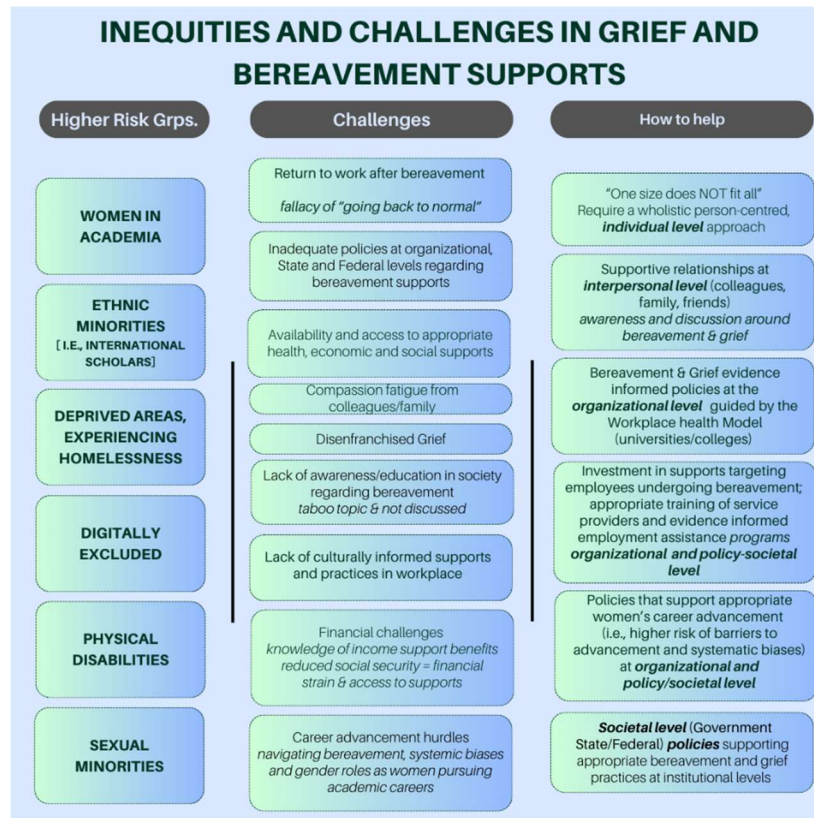 INEQUITIES AND CHALLENGES IN GRIEF AND
BEREAVEMENT SUPPORTS
Higher Risk Grps.
WOMEN IN
ACADEMIA
ETHNIC
MINORITIES
[ I.E., INTERNATIONAL
SCHOLARS]
DEPRIVED AREAS,
EXPERIENCING
HOMELESSNESS
DIGITALLY
EXCLUDED
PHYSICAL
DISABILITIES
SEXUAL
MINORITIES
Challenges
Return to work after bereavement
fallacy of "going back to normal"
Inadequate policies at organizational,
State and Federal levels regarding
bereavement supports
Availability and access to appropriate
health, economic and social supports
Compassion fatigue from
colleagues/family
Disenfranchised Grief
Lack of awareness/education in society
regarding bereavement
taboo topic & not discussed
Lack of culturally informed supports
and practices in workplace
Financial challenges
knowledge of income support benefits
reduced social security = financial
strain & access to supports
Career advancement hurdles
navigating bereavement, systemic biases
and gender roles as women pursuing
academic careers
How to help
"One size does NOT fit all"
Require a wholistic person-centred,
individual level approach
Supportive relationships at
interpersonal level (colleagues,
family, friends)
awareness and discussion around
bereavement & grief
Bereavement & Grief evidence
informed policies at the
organizational level guided by the
Workplace health Model
(universities/colleges)
Investment in supports targeting
employees undergoing bereavement;
appropriate training of service
providers and evidence informed
employment assistance programs
organizational and policy-societal
level
Policies that support appropriate
women's career advancement
(i.e., higher risk of barriers to
advancement and systematic biases)
at organizational and
policy/societal level
Societal level (Government
State/Federal) policies supporting
appropriate bereavement and grief
practices at institutional levels